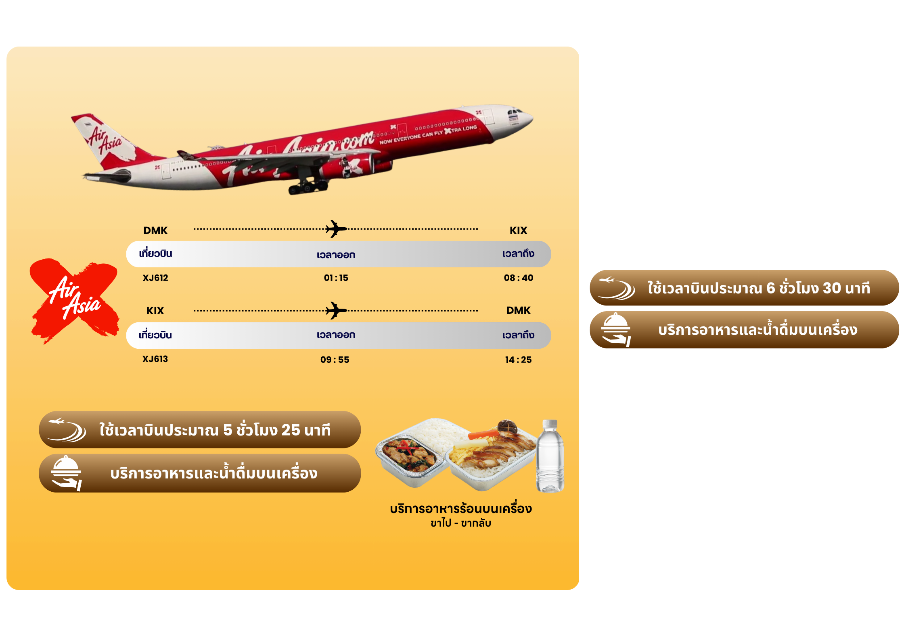 Air Asia
AirAsia.com
NOW EVERYONE CAN FLY XTRA LONG
DMK KIX
เที่ยวบิน เวลาออก เวลาถึง
XJ612 01 : 15 08 : 40
Air Asia
KIX DMK
เที่ยวบิน เวลาออก เวลาถึง
XJ613 09 : 55 14 : 25
ใช้เวลาบินประมาณ 5 ชั่วโมง 25 นาที
บริการอาหารและน้ำดื่มบนเครื่อง
บริการอาหารร้อนบนเครื่อง
ขาไป - ขากลับ
ใช้เวลาบินประมาณ 6 ชั่วโมง 30 นาที
บริการอาหารและน้ำดื่มบนเครื่อง